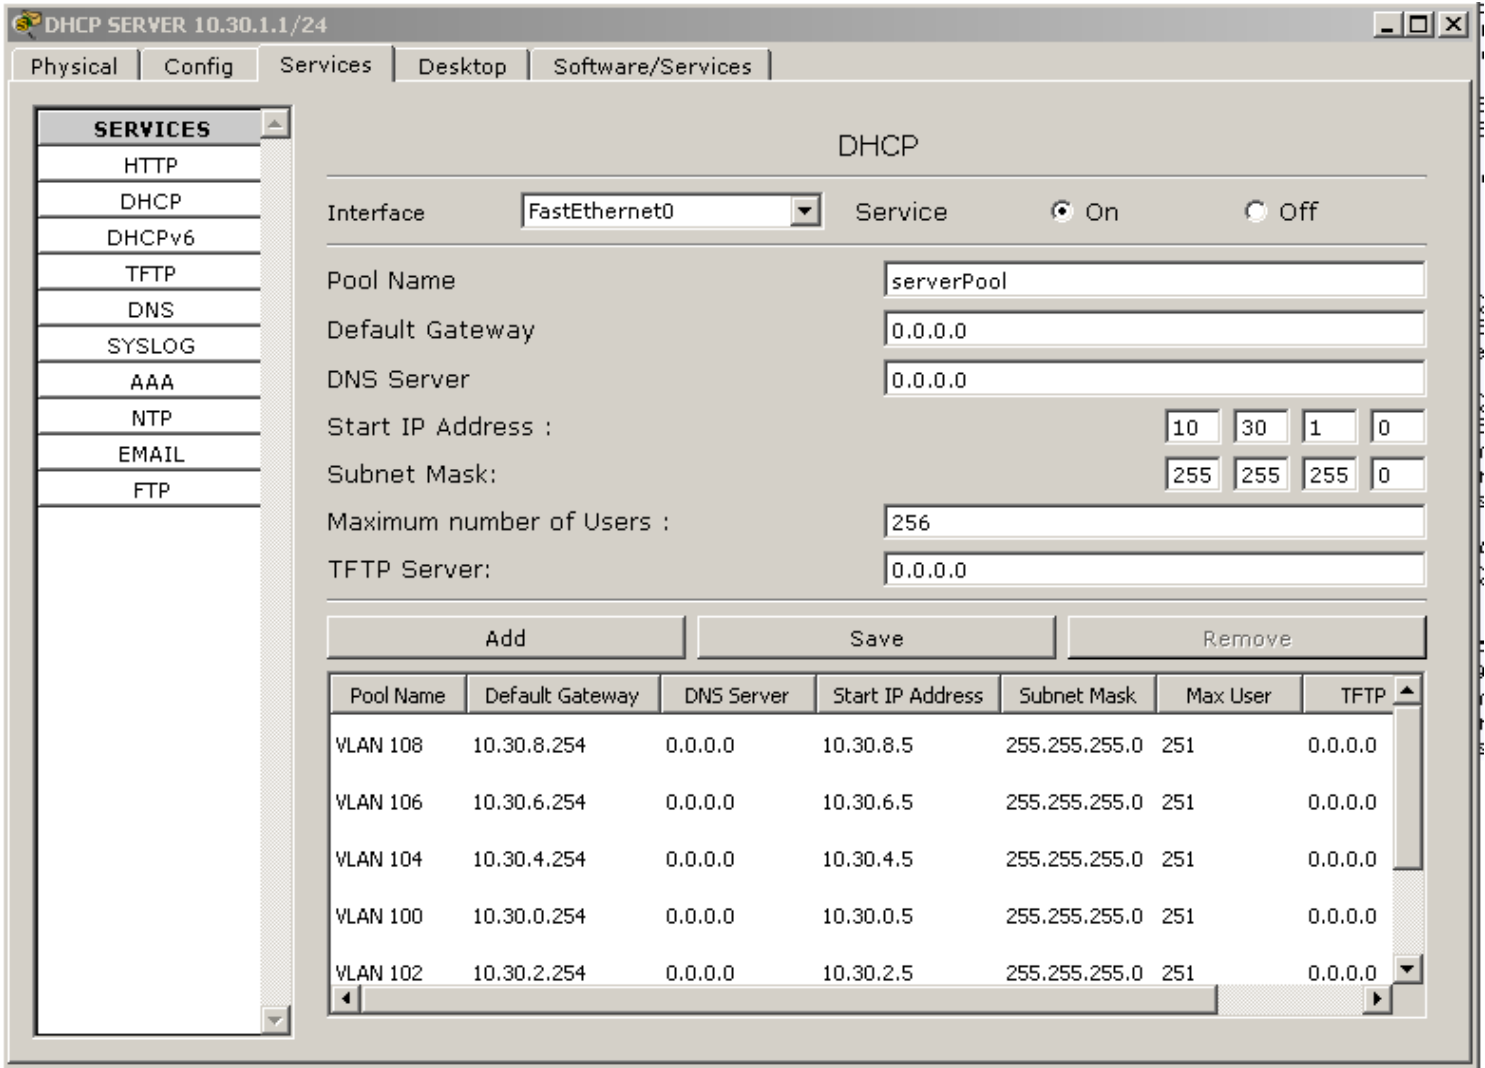 DHCP SERVER 10.30.1.1/24
Physical Config Services Desktop Software/Services
SERVICES
HTTP
DHCP
DHCPv6
TFTP
DNS
SYSLOG
AAA
NTP
EMAIL
FTP
DHCP
Interface FastEthernet0 Service On Off
Pool Name serverPool
Default Gateway 0.0.0.0
DNS Server 0.0.0.0
Start IP Address : 10 30 1 0
Subnet Mask: 255 255 255 0
Maximum number of Users : 256
TFTP Server: 0.0.0.0
Add Save Remove
Pool Name Default Gateway DNS Server Start IP Address Subnet Mask Max User TFTP
VLAN 108 10.30.8.254 0.0.0.0 10.30.8.5 255.255.255.0 251 0.0.0.0
VLAN 106 10.30.6.254 0.0.0.0 10.30.6.5 255.255.255.0 251 0.0.0.0
VLAN 104 10.30.4.254 0.0.0.0 10.30.4.5 255.255.255.0 251 0.0.0.0
VLAN 100 10.30.0.254 0.0.0.0 10.30.0.5 255.255.255.0 251 0.0.0.0
VLAN 102 10.30.2.254 0.0.0.0 10.30.2.5 255.255.255.0 251 0.0.0.0